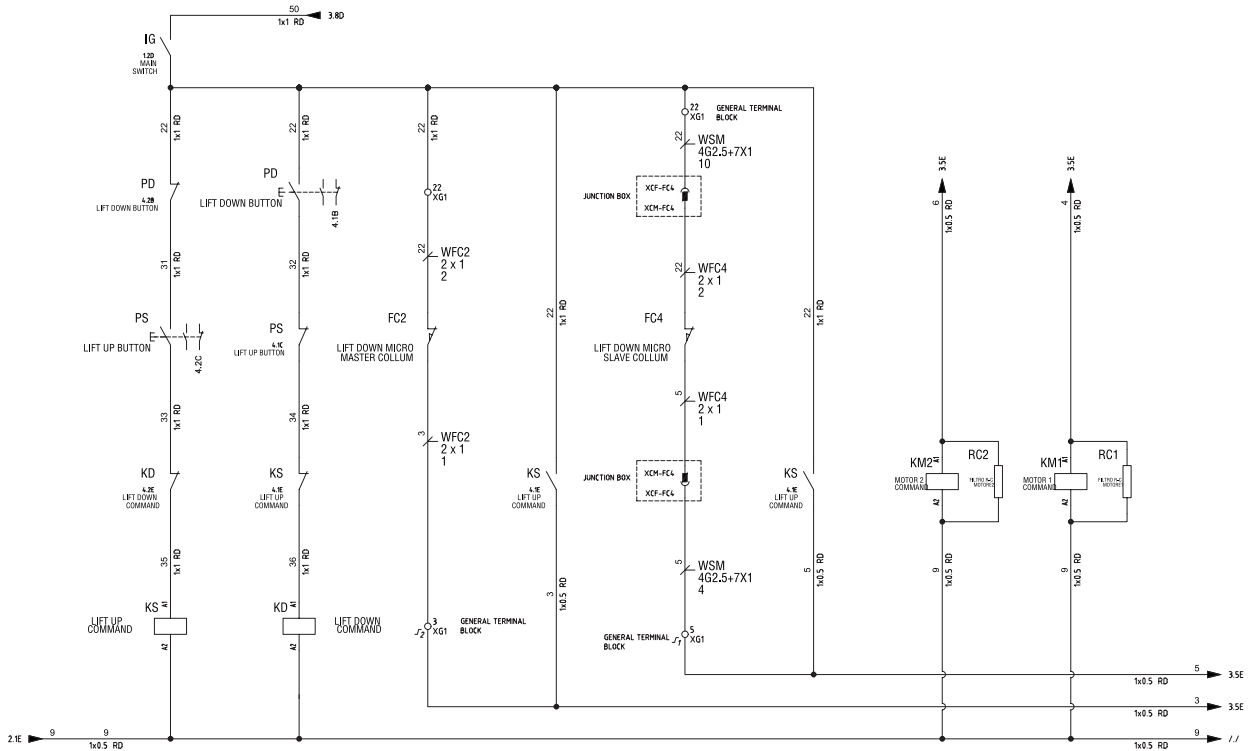 50
1x1 RD
3.8D
IG
1.2D
MAIN
SWITCH
22
1x1 RD
22
1x1 RD
22
1x1 RD
22
XG1
GENERAL TERMINAL
BLOCK
22
WSM
4G2.5+7X1
10
PD
4.2B
LIFT DOWN BUTTON
PD
LIFT DOWN BUTTON
4.1B
22
XG1
JUNCTION BOX
XCF-FC4
XCM-FC4
3.5E
3.5E
6
1x0.5 RD
4
1x0.5 RD
31
1x1 RD
32
1x1 RD
22
WFC2
2 x 1
2
22
WFC4
2 x 1
2
22
1x1 RD
22
1x1 RD
PS
LIFT UP BUTTON
4.2C
PS
4.1C
LIFT UP BUTTON
FC2
LIFT DOWN MICRO
MASTER COLLUM
FC4
LIFT DOWN MICRO
SLAVE COLLUM
33
1x1 RD
34
1x1 RD
3
WFC2
2 x 1
1
5
WFC4
2 x 1
1
KD
4.2E
LIFT DOWN
COMMAND
KS
4.1E
LIFT UP
COMMAND
KS
4.1E
LIFT UP
COMMAND
JUNCTION BOX
XCM-FC4
XCF-FC4
KS
4.1E
LIFT UP
COMMAND
KM2
A1
MOTOR 2
COMMAND
A2
RC2
FILTRO R-C
MOTORE2
KM1
A1
MOTOR 1
COMMAND
A2
RC1
FILTRO R-C
MOTORE1
35
1x1 RD
36
1x1 RD
3
1x0.5 RD
5
WSM
4G2.5+7X1
4
5
1x0.5 RD
9
1x0.5 RD
9
1x0.5 RD
KS
A1
LIFT UP
COMMAND
A2
KD
A1
LIFT DOWN
COMMAND
A2
3
XG1
2
GENERAL TERMINAL
BLOCK
GENERAL TERMINAL
BLOCK
5
XG1
1
5
1x0.5 RD
3.5E
3
1x0.5 RD
3.5E
2.1E
9
9
1x0.5 RD
9
1x0.5 RD
/./